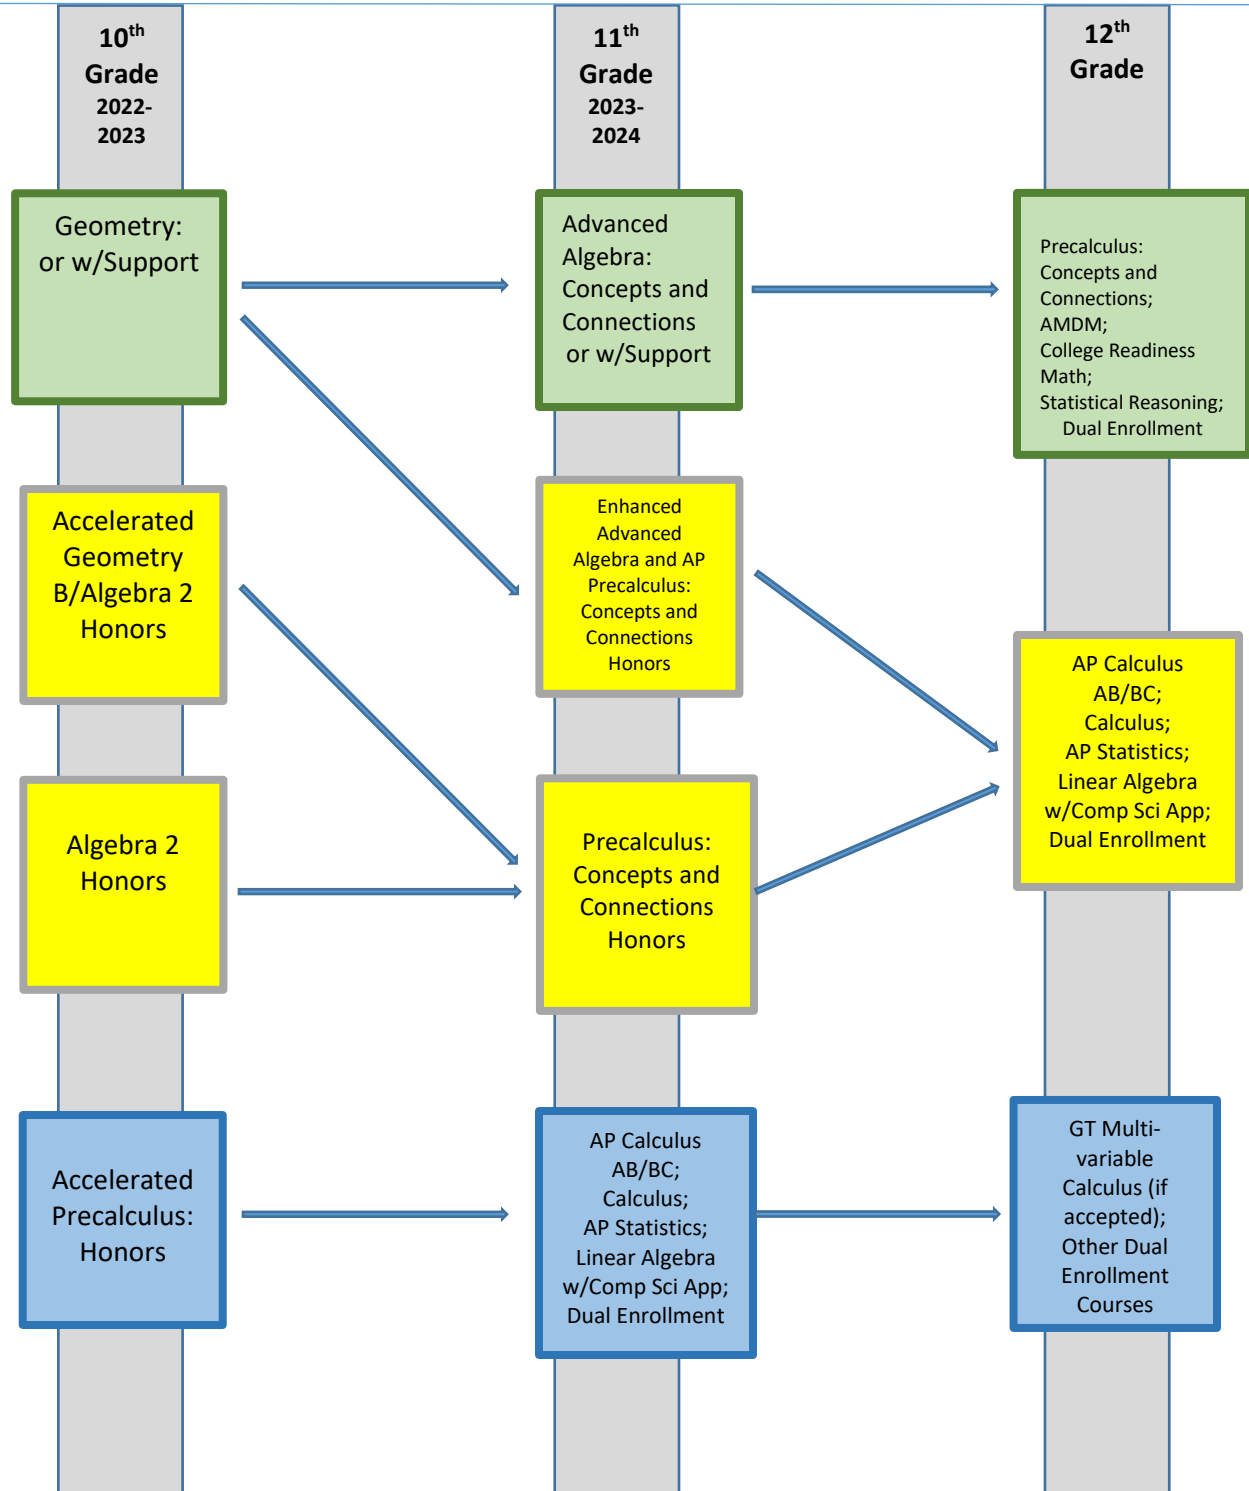 10th
Grade
2022-
2023
11th
Grade
2023-
2024
12th
Grade
Geometry:
or w/Support
Advanced
Algebra:
Concepts and
Connections
or w/Support
Precalculus:
Concepts and
Connections;
AMDM;
College Readiness
Math;
Statistical Reasoning;
Dual Enrollment
Accelerated
Geometry
B/Algebra 2
Honors
Enhanced
Advanced
Algebra and AP
Precalculus:
Concepts and
Connections
Honors
AP Calculus
AB/BC;
Calculus;
AP Statistics;
Linear Algebra
w/Comp Sci App;
Dual Enrollment
Algebra 2
Honors
Precalculus:
Concepts and
Connections
Honors
Accelerated
Precalculus:
Honors
AP Calculus
AB/BC;
Calculus;
AP Statistics;
Linear Algebra
w/Comp Sci App;
Dual Enrollment
GT Multi-
variable
Calculus (if
accepted);
Other Dual
Enrollment
Courses